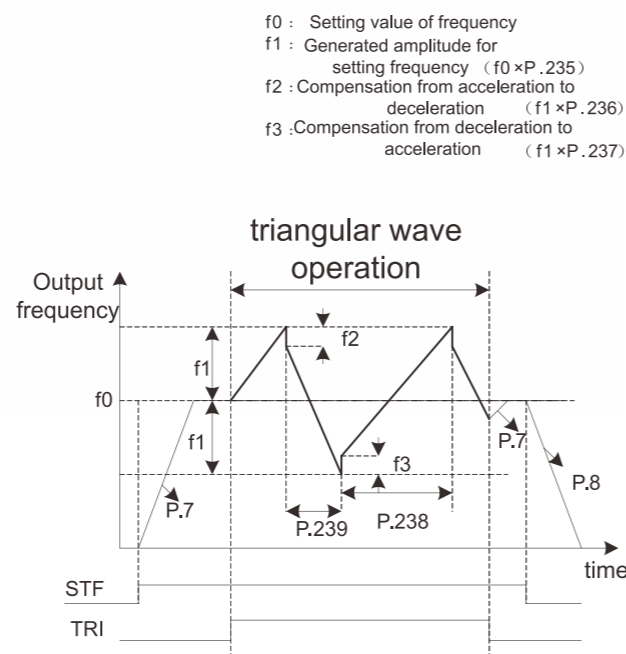 f0 : Setting value of frequency
f1 : Generated amplitude for
setting frequency （f0 ×P.235）
f2 :Compensation from acceleration to
deceleration （f1 ×P.236）
f3 :Compensation from deceleration to
acceleration （f1 ×P.237）
triangular wave
operation
Output
frequency
f1
f2
f0
f1
f3
P.7
P.7
P.8
P.239
P.238
time
STF
TRI